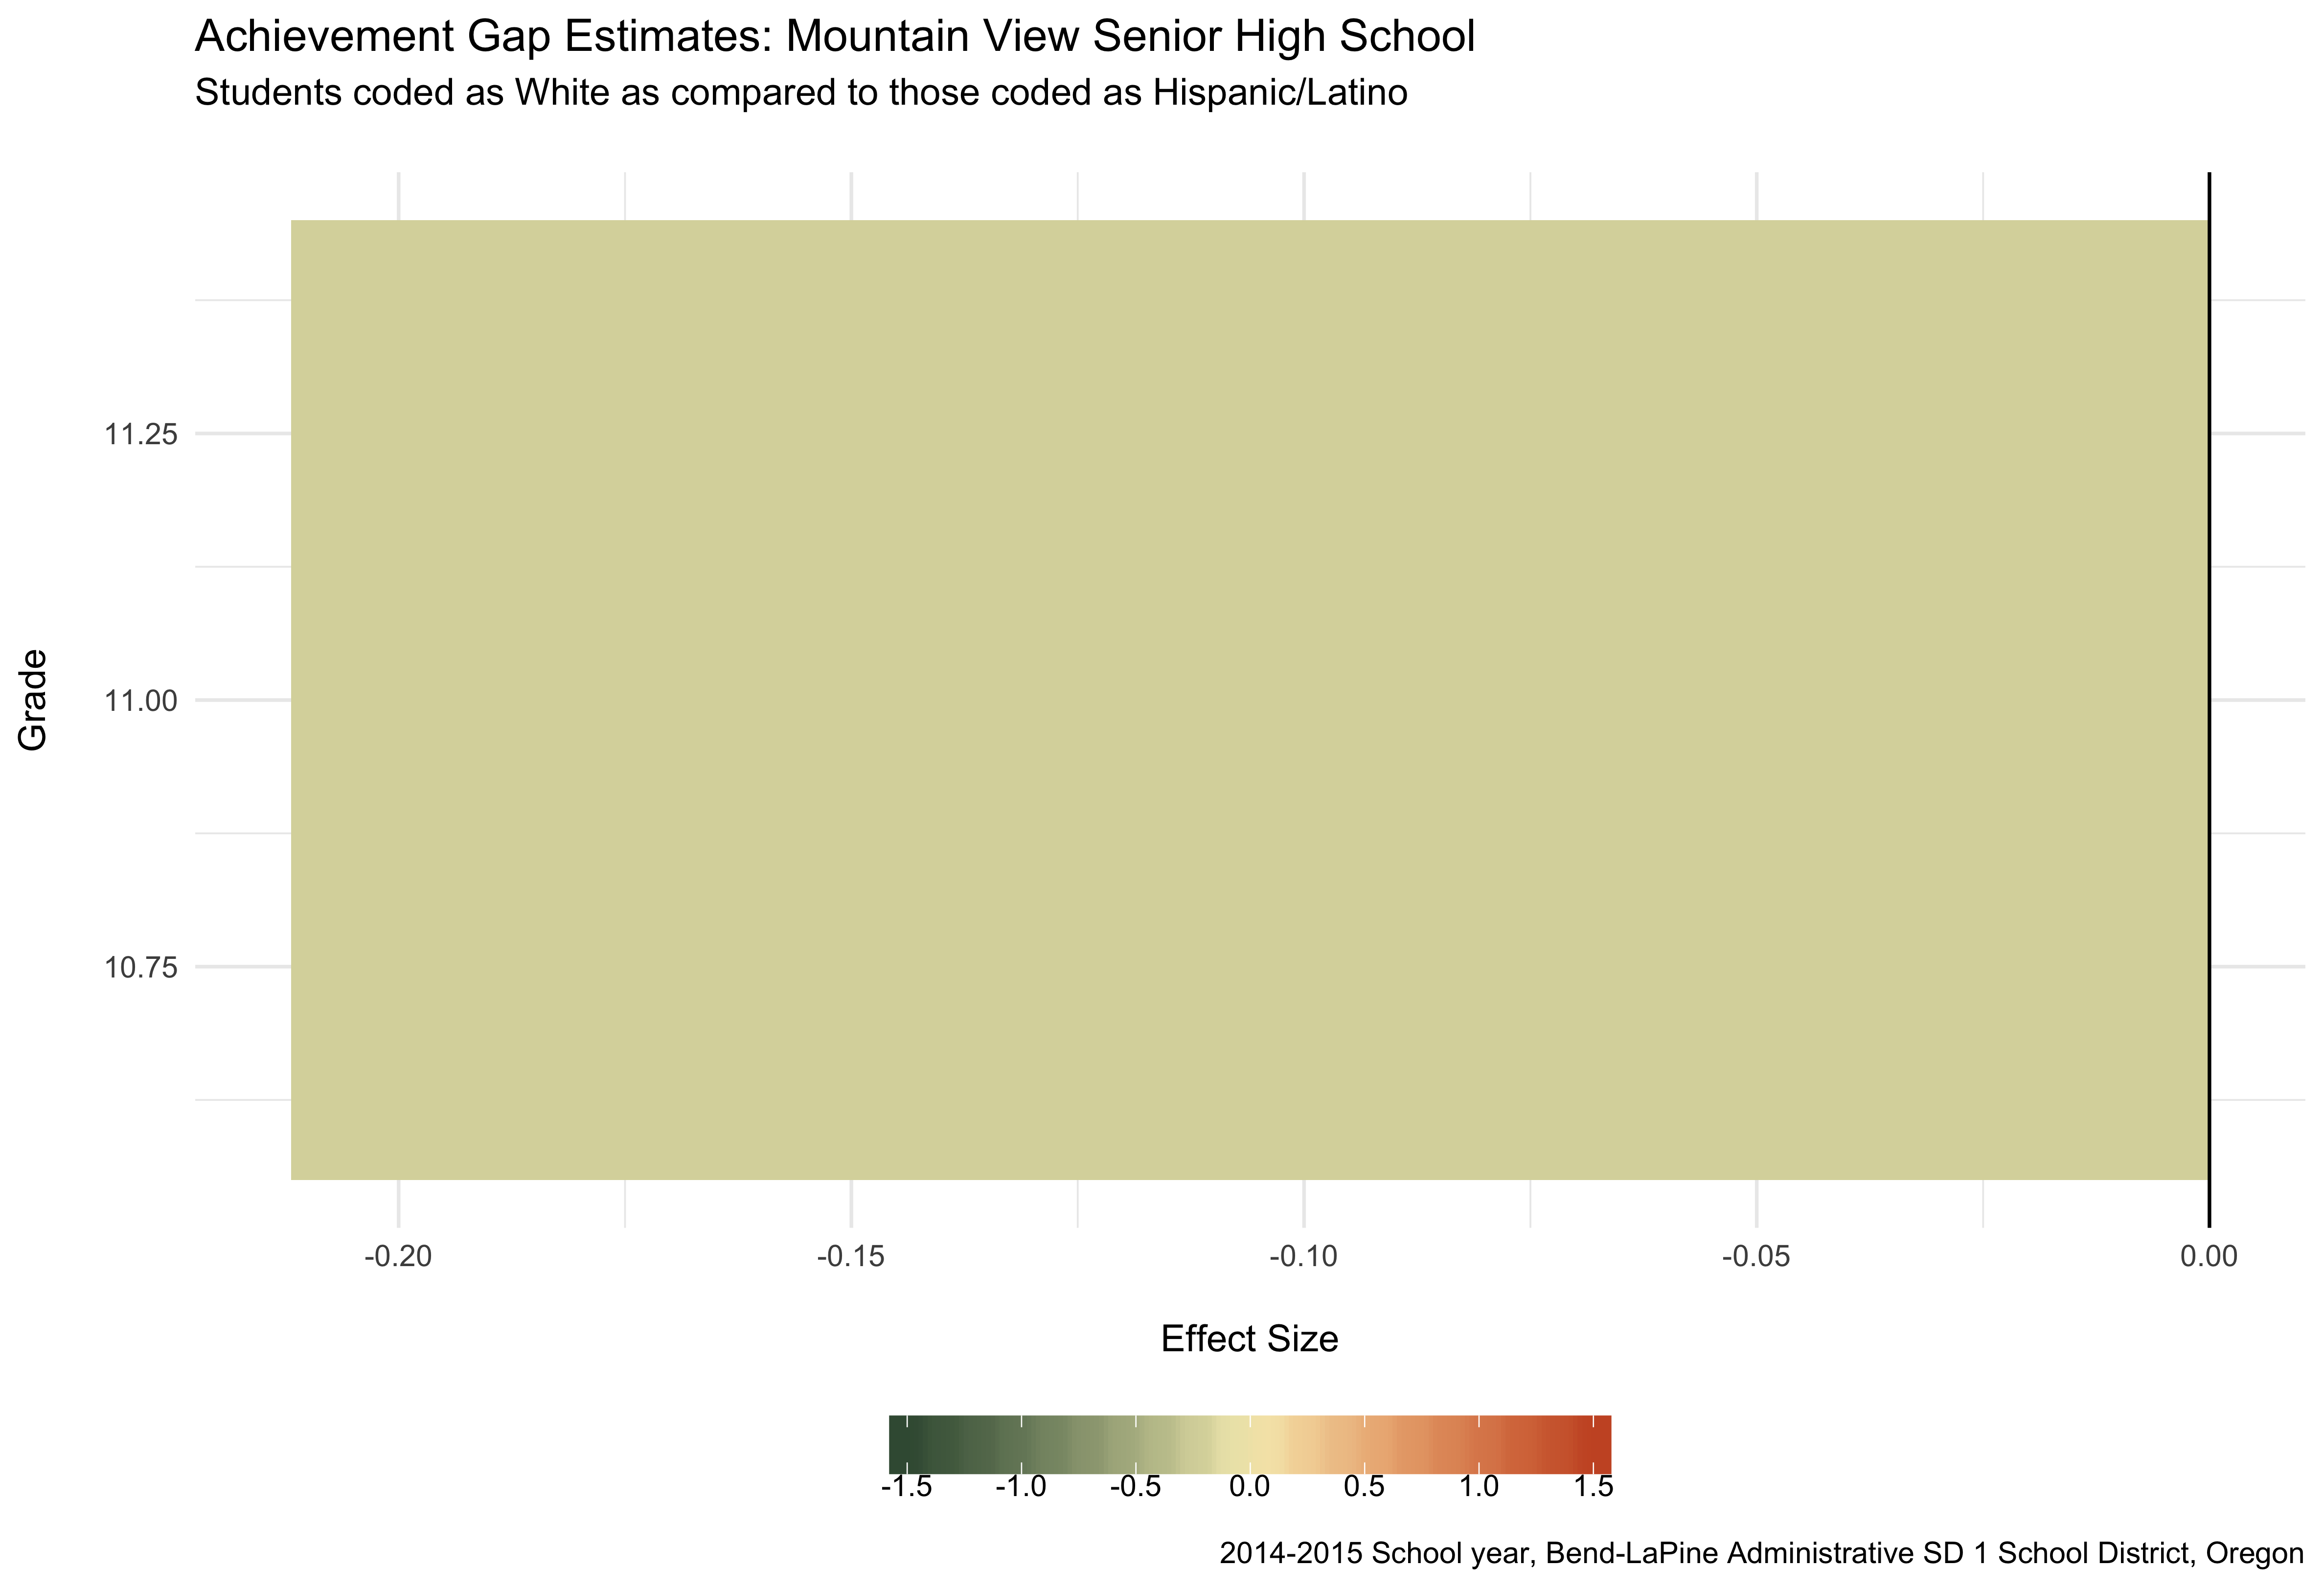 Achievement Gap Estimates: Mountain View Senior High School
Students coded as White as compared to those coded as Hispanic/Latino
11.25
11.00
10.75
Grade
-0.20 -0.15 -0.10 -0.05 0.00
Effect Size
-1.5 -1.0 -0.5 0.0 0.5 1.0 1.5
2014-2015 School year, Bend-LaPine Administrative SD 1 School District, Oregon